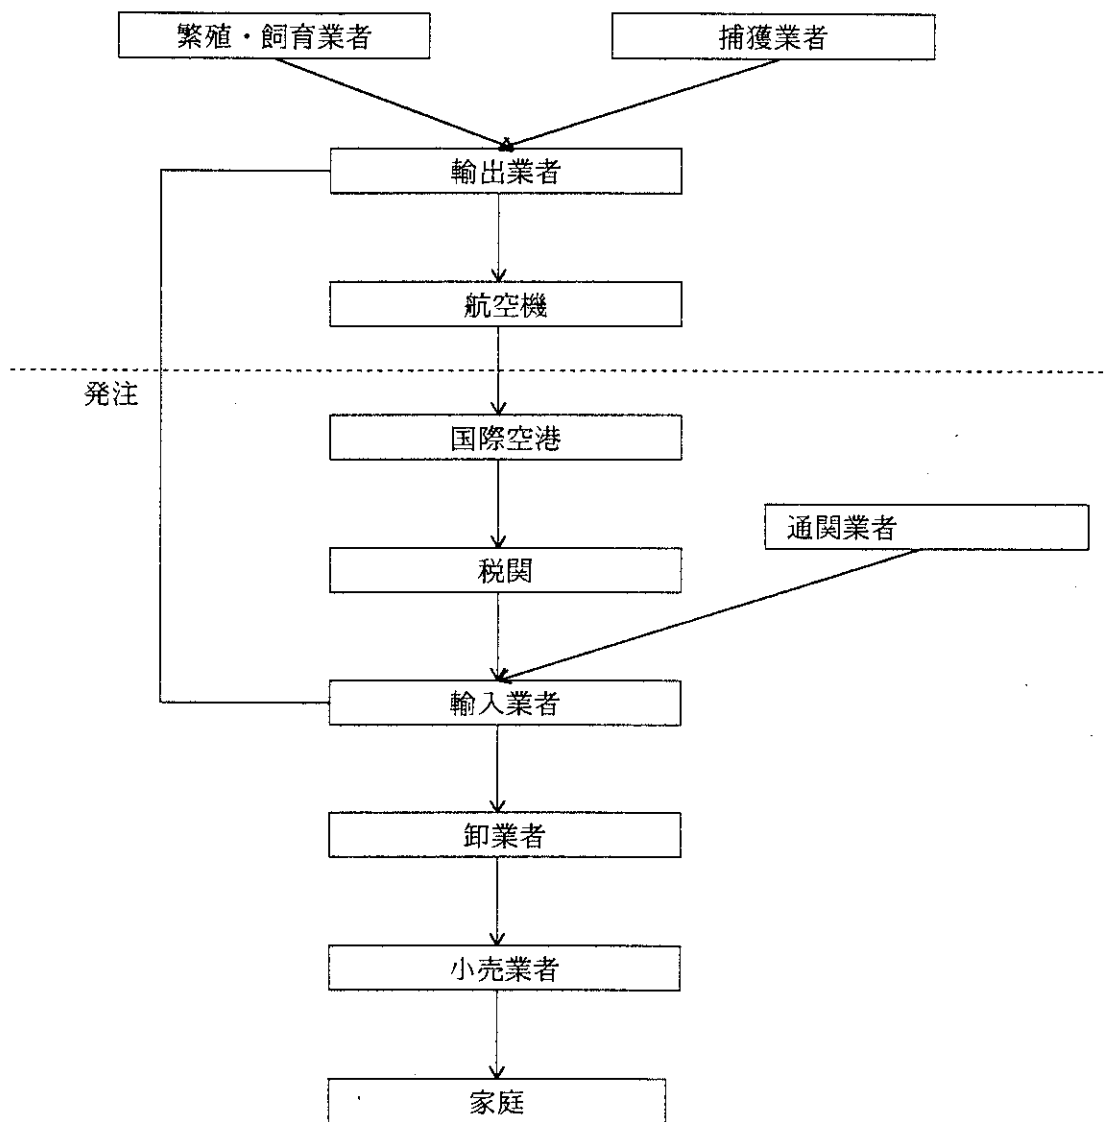 繁殖・飼育業者
捕獲業者
輸出業者
航空機
発注
国際空港
通関業者
税関
輸入業者
卸業者
小売業者
家庭